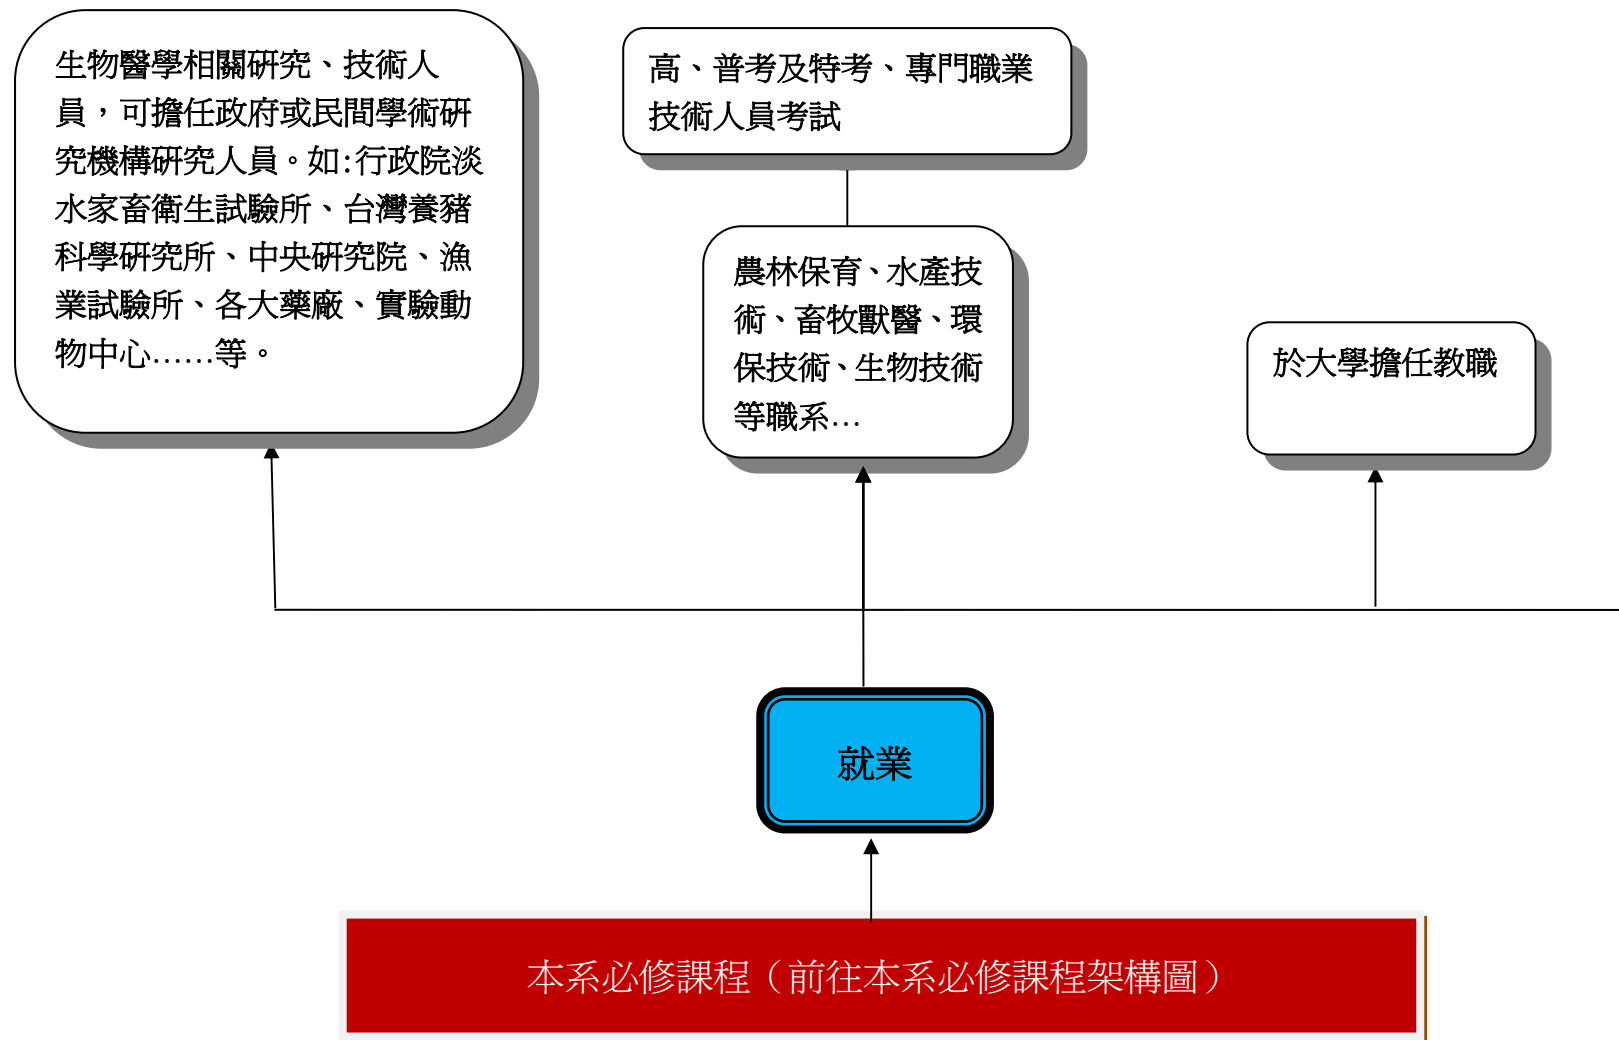 生物醫學相關研究、技術人
員，可擔任政府或民間學術研
究機構研究人員。如:行政院淡
水家畜衛生試驗所、台灣養豬
科學研究所、中央研究院、漁
業試驗所、各大藥廠、實驗動
物中心……等。
高、普考及特考、專門職業
技術人員考試
農林保育、水產技
術、畜牧獸醫、環
保技術、生物技術
等職系…
於大學擔任教職
就業
本系必修課程（前往本系必修課程架構圖）